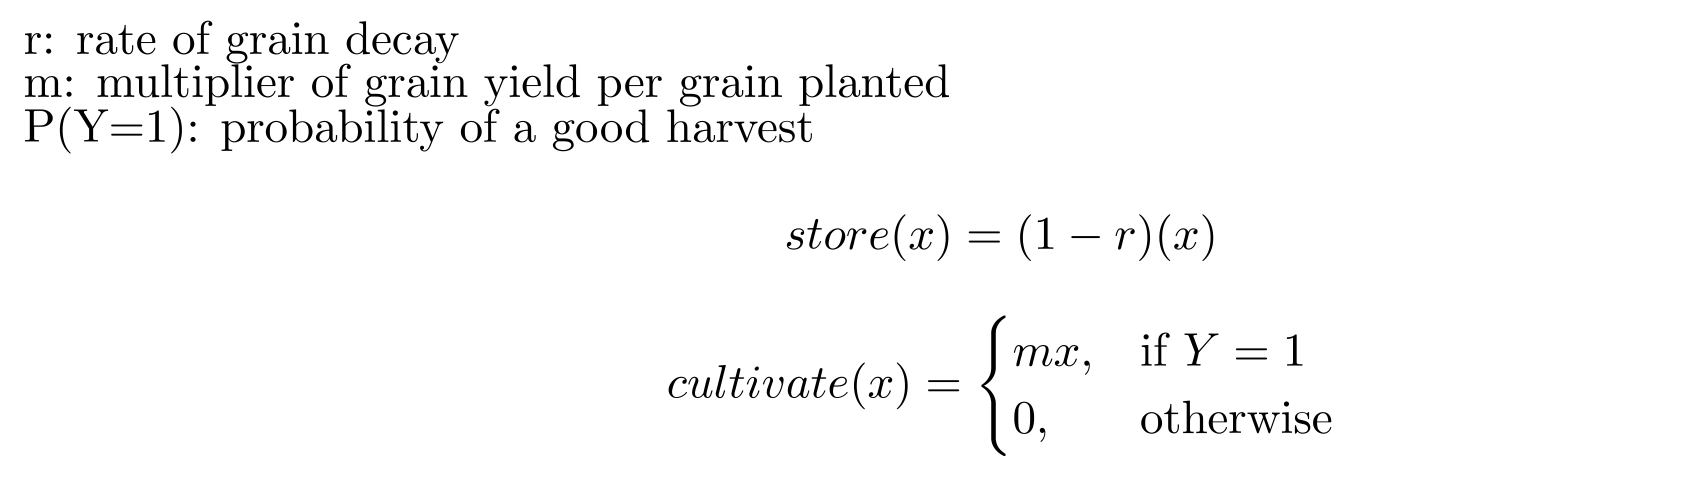 r: rate of grain decay
m: multiplier of grain yield per grain planted
P(Y=1): probability of a good harvest
store(x) = (1 − r)(x)
cultivate(x) = { mx, if Y = 1
0, otherwise